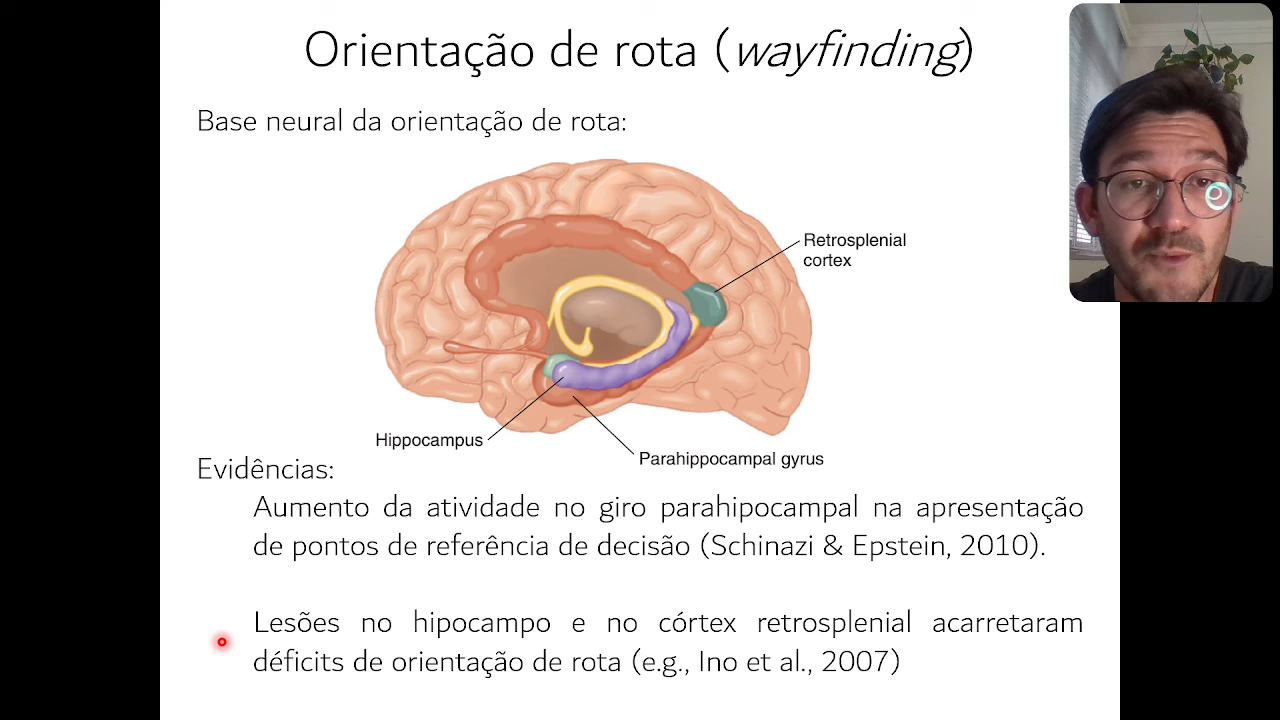 Orientação de rota (wayfinding)
Base neural da orientação de rota:
Retrosplenial
cortex
Hippocampus
Parahippocampal gyrus
Evidências:
Aumento da atividade no giro parahipocampal na apresentação
de pontos de referência de decisão (Schinazi & Epstein, 2010).
Lesões no hipocampo e no córtex retrosplenial acarretaram
déficits de orientação de rota (e.g., Ino et al., 2007)